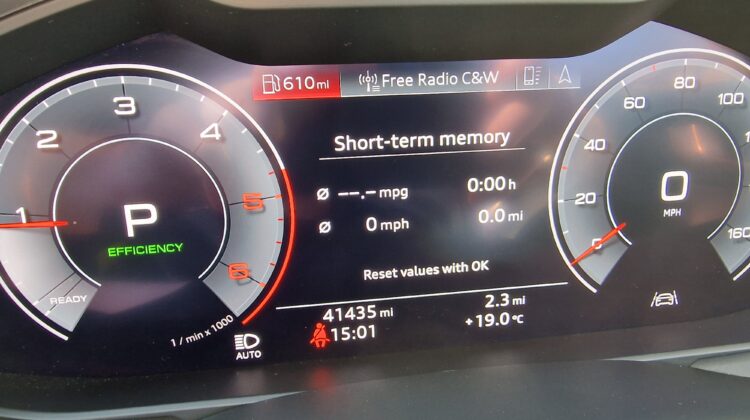 610 mi
Free Radio C&W
Short-term memory
Ø --.- mpg 0:00 h
Ø 0 mph 0.0 mi
Reset values with OK
41435 mi 2.3 mi
15:01 +19.0 °C
1 2 3 4 5 6
P
EFFICIENCY
READY
1 / min x 1000
AUTO
0 20 40 60 80 100 160
0
MPH